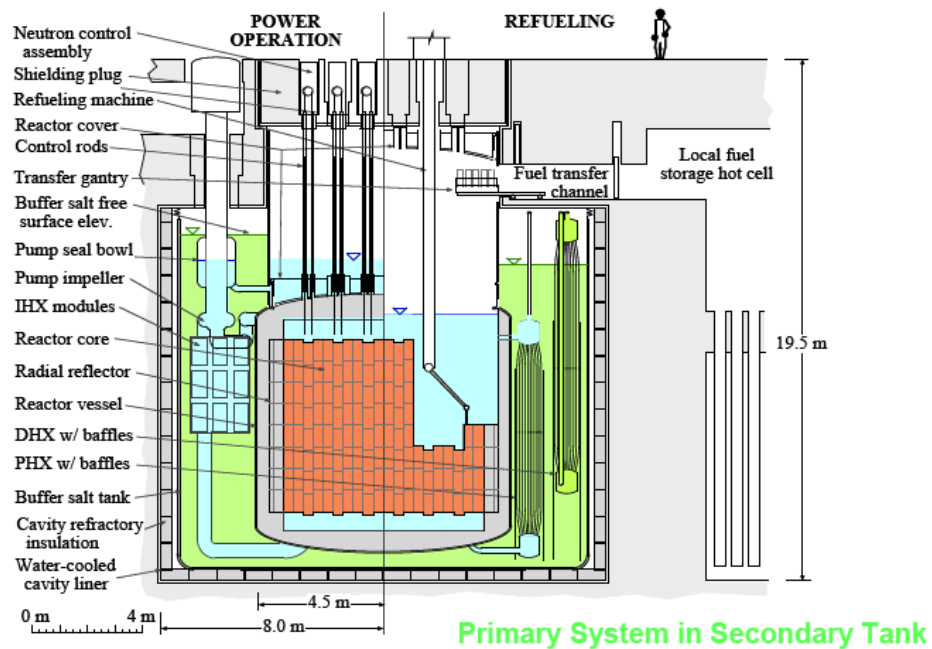 POWER
OPERATION
REFUELING
Neutron control
assembly
Shielding plug
Refueling machine
Reactor cover
Control rods
Transfer gantry
Buffer salt free
surface elev.
Pump seal bowl
Pump impeller
IHX modules
Reactor core
Radial reflector
Reactor vessel
DHX w/ baffles
PHX w/ baffles
Buffer salt tank
Cavity refractory
insulation
Water-cooled
cavity liner
Fuel transfer
channel
Local fuel
storage hot cell
19.5 m
4.5 m
8.0 m
0 m
4 m
Primary System in Secondary Tank